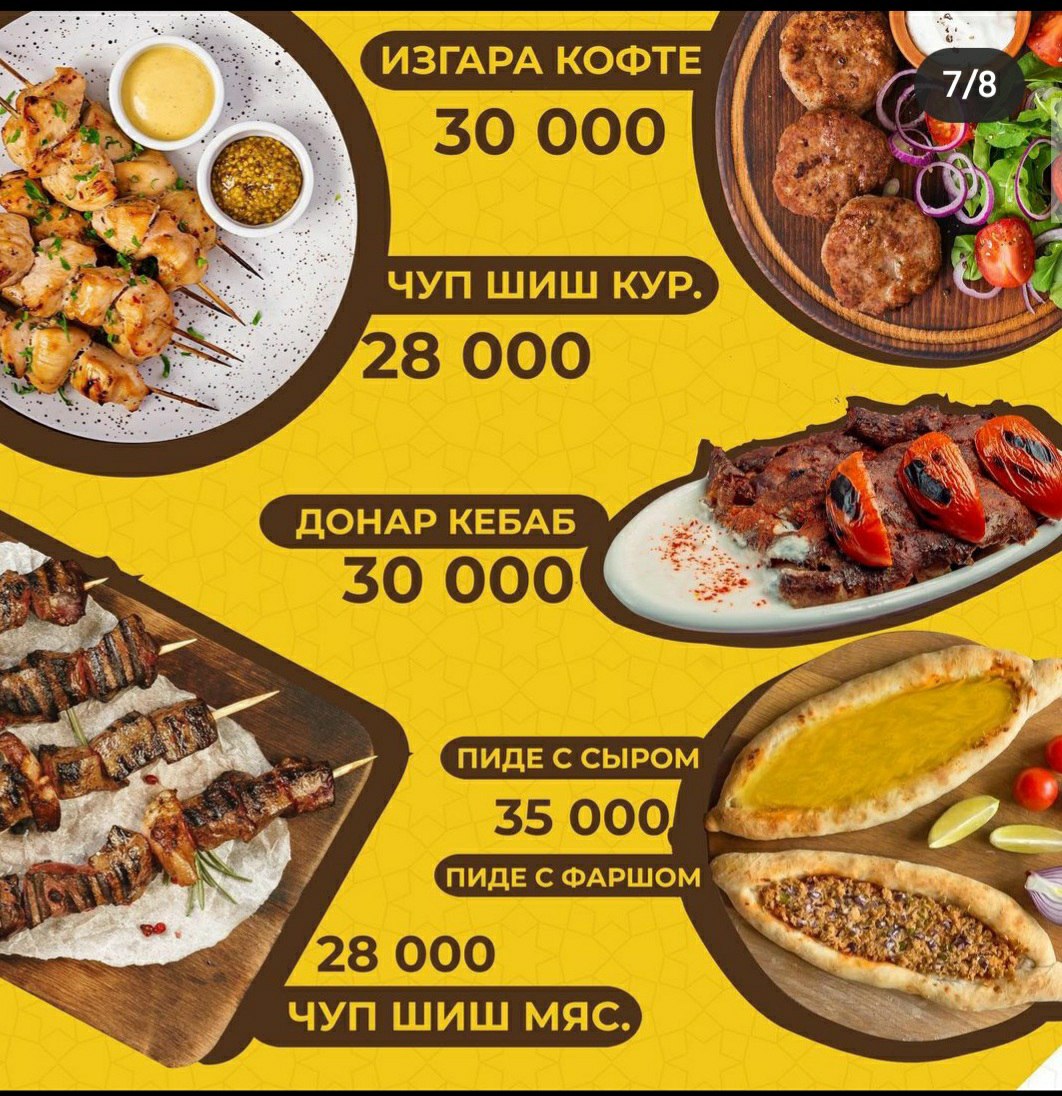 7/8
ИЗГАРА КОФТЕ
30 000
ЧУП ШИШ КУР.
28 000
ДОНАР КЕБАБ
30 000
ПИДЕ С СЫРОМ
35 000
ПИДЕ С ФАРШОМ
28 000
ЧУП ШИШ МЯС.